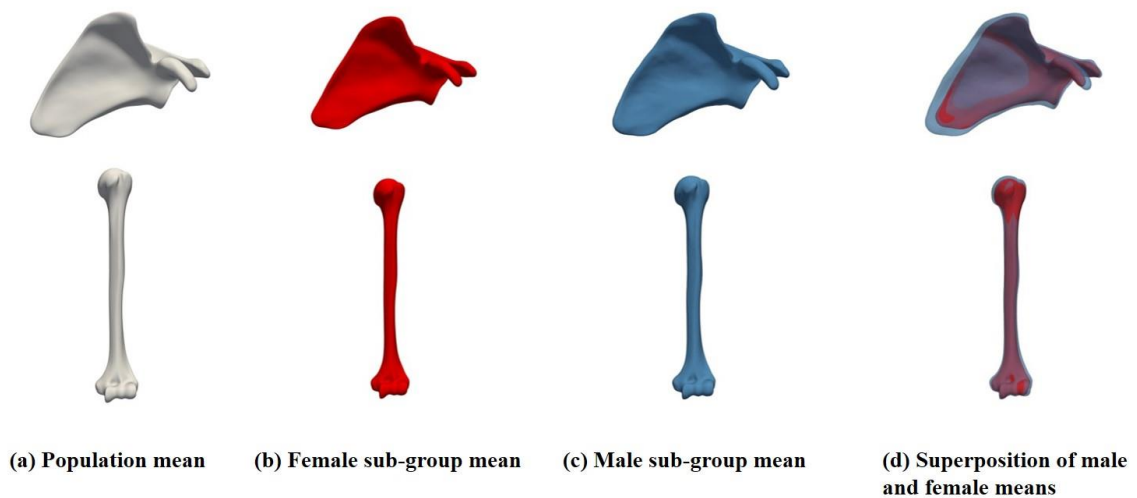 (a) Population mean
(b) Female sub-group mean
(c) Male sub-group mean
(d) Superposition of male
and female means